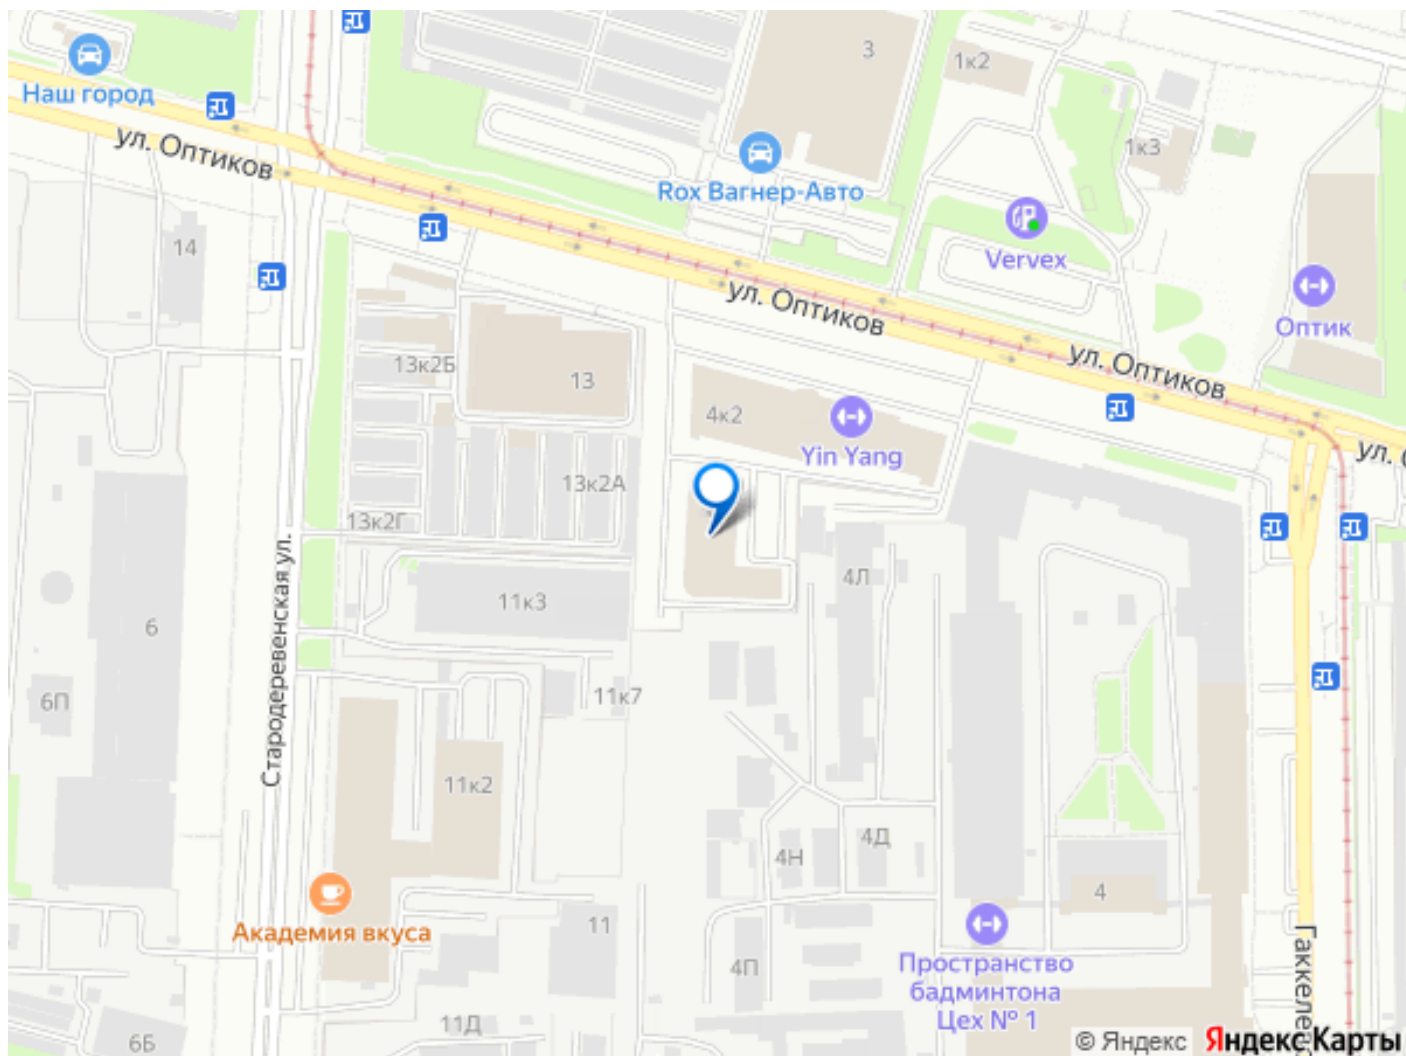 3
1к2
Наш город
ул. Оптиков
1к3
Rox Вагнер-Авто
14
Vervex
ул. Оптиков
Оптик
ул. Оптиков
13к2Б
13
4к2
Yin Yang
ул. О
13к2А
13к2Г
Стародеревенская ул.
4Л
11к3
6
6П
11к7
11к2
4Д
4Н
4
Академия вкуса
11
4П
Пространство
бадминтона
Цех № 1
Гаккелев
11Д
6Б
© Яндекс Яндекс Карты